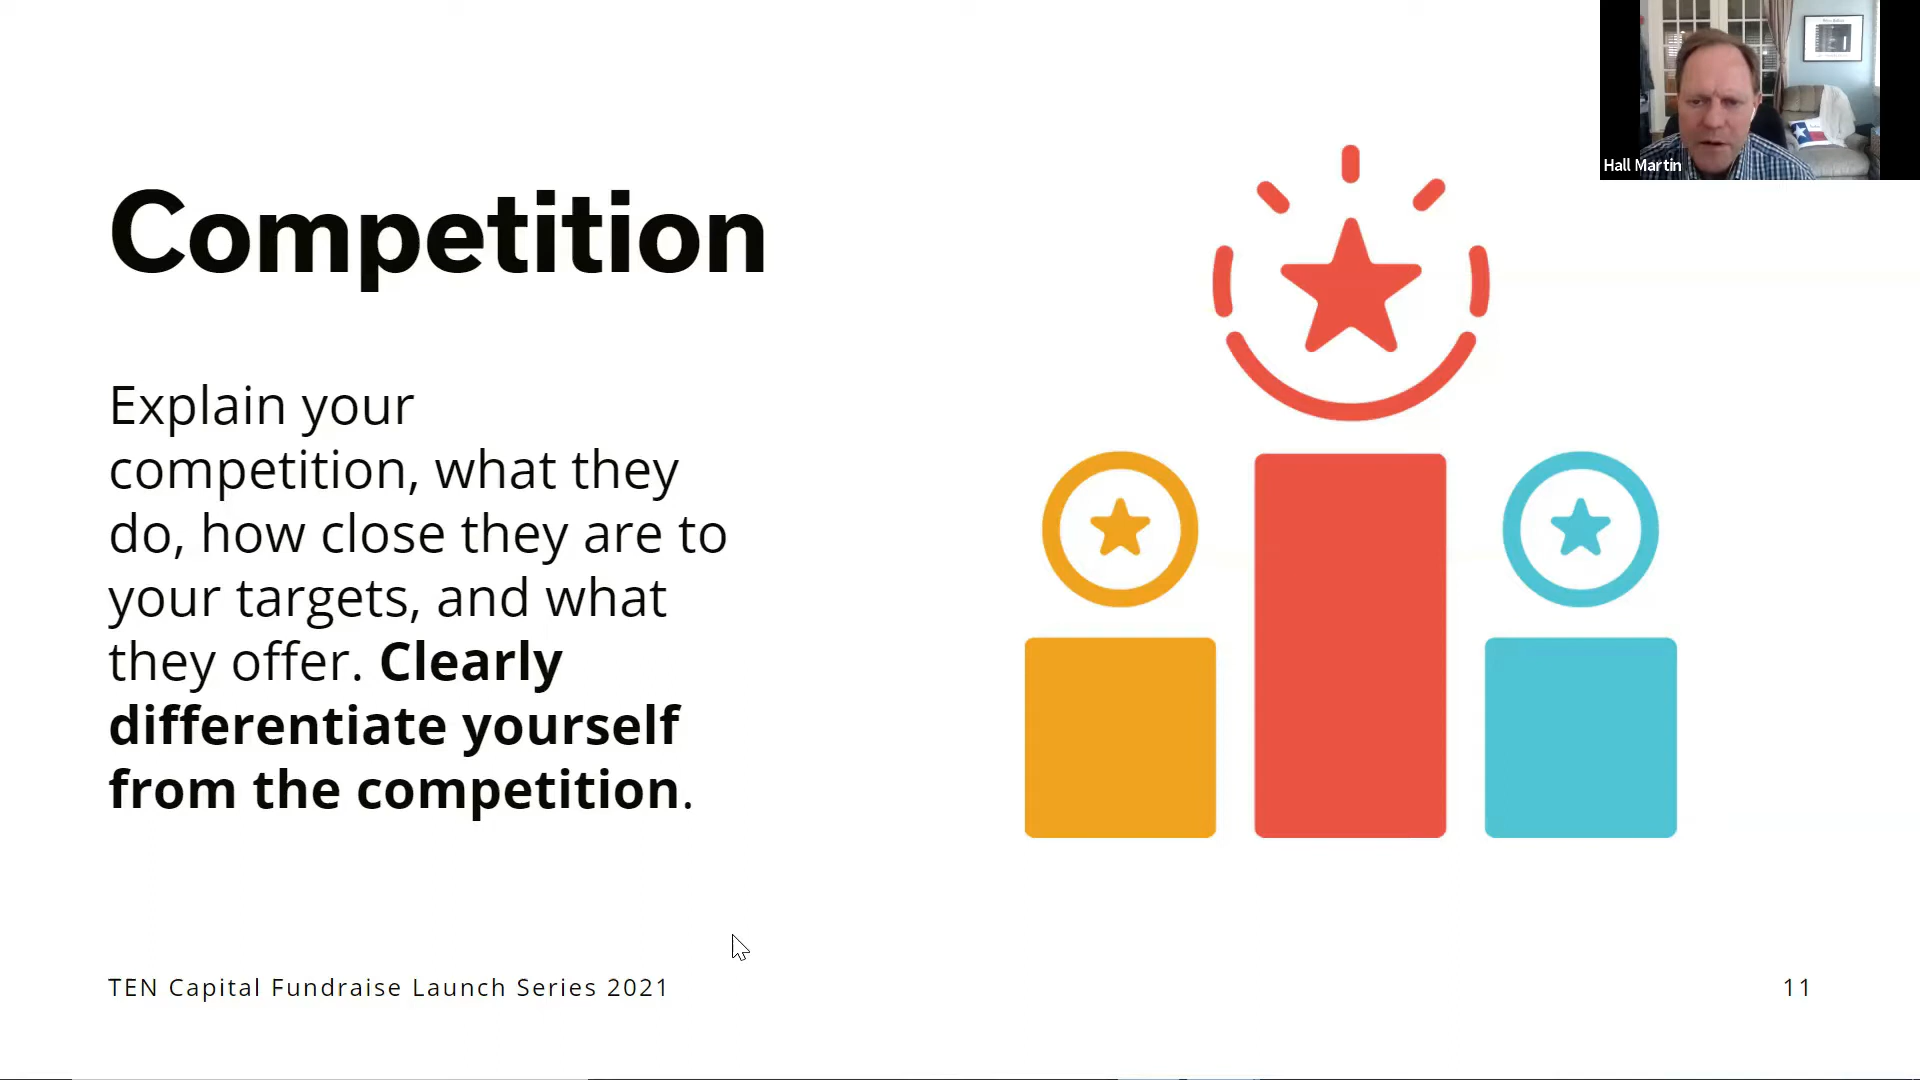 Hall Martin
Competition
Explain your
competition, what they
do, how close they are to
your targets, and what
they offer. Clearly
differentiate yourself
from the competition.
TEN Capital Fundraise Launch Series 2021
11